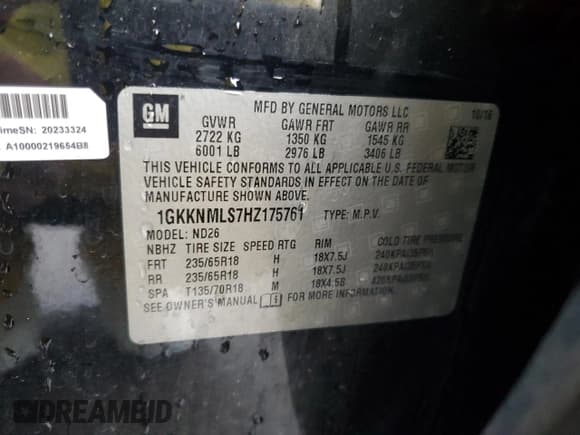 GM
MFD BY GENERAL MOTORS LLC
10/16
GVWR GAWR FRT GAWR RR
2722 KG 1350 KG 1545 KG
6001 LB 2976 LB 3406 LB
THIS VEHICLE CONFORMS TO ALL APPLICABLE U.S. FEDERAL MOTOR
VEHICLE SAFETY STANDARDS IN EFFECT ON THE DATE OF
MANUFACTURE SHOWN ABOVE.
1GKKNMLS7HZ175761 TYPE: M.P.V.
MODEL: ND26
NBHZ TIRE SIZE SPEED RTG RIM COLD TIRE PRESSURE
FRT 235/65R18 H 18X7.5J 240KPA(35PSI)
RR 235/65R18 H 18X7.5J 240KPA(35PSI)
SPA T135/70R18 M 18X4.5B
SEE OWNER'S MANUAL FOR MORE INFORMATION
imeSN: 20233324
A10000219654B8
DREAMBID